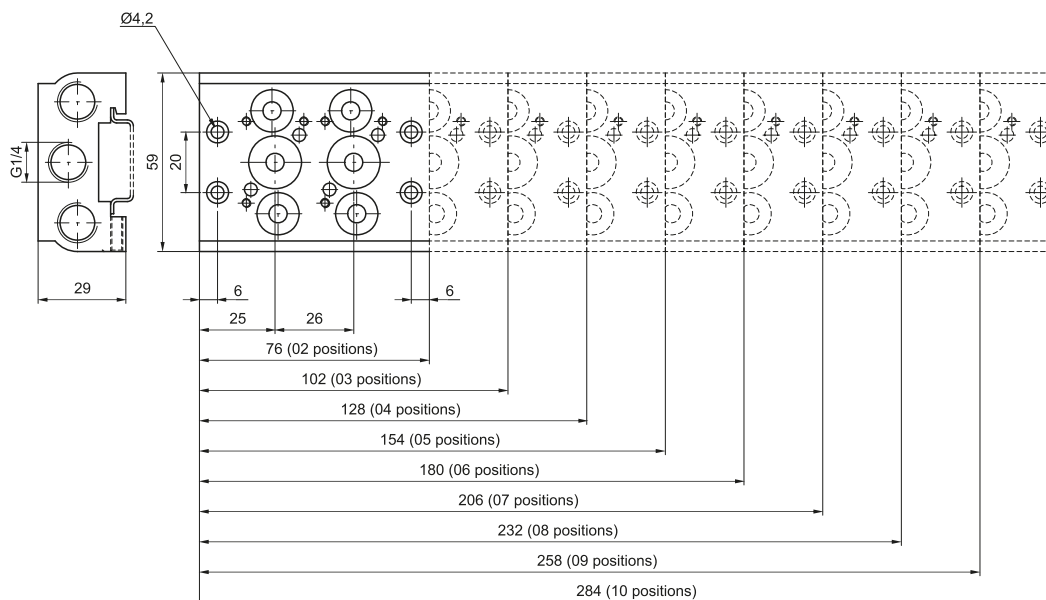 Ø4,2
G1/4
59
20
29
6
6
25
26
76 (02 positions)
102 (03 positions)
128 (04 positions)
154 (05 positions)
180 (06 positions)
206 (07 positions)
232 (08 positions)
258 (09 positions)
284 (10 positions)